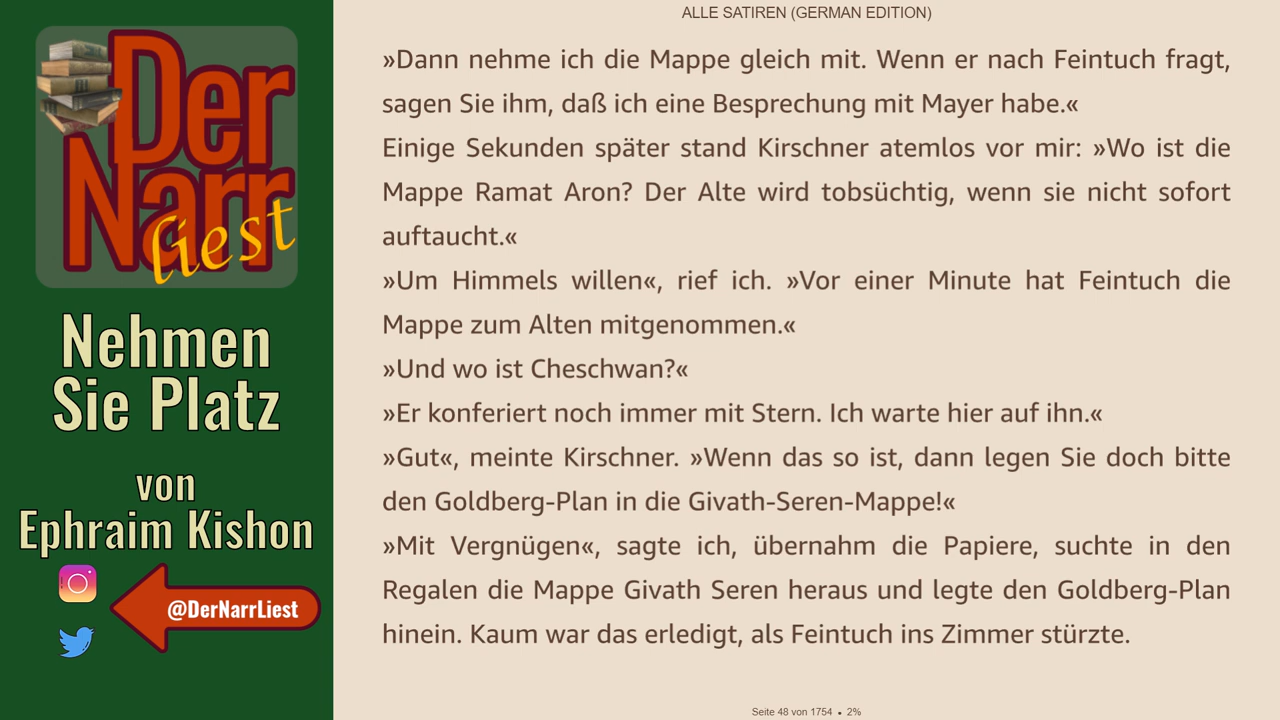 Der
Narr
liest
Nehmen
Sie Platz
von
Ephraim Kishon
@DerNarrLiest
ALLE SATIREN (GERMAN EDITION)
»Dann nehme ich die Mappe gleich mit. Wenn er nach Feintuch fragt,
sagen Sie ihm, daß ich eine Besprechung mit Mayer habe.«
Einige Sekunden später stand Kirschner atemlos vor mir: »Wo ist die
Mappe Ramat Aron? Der Alte wird tobsüchtig, wenn sie nicht sofort
auftaucht.«
»Um Himmels willen«, rief ich. »Vor einer Minute hat Feintuch die
Mappe zum Alten mitgenommen.«
»Und wo ist Cheschwan?«
»Er konferiert noch immer mit Stern. Ich warte hier auf ihn.«
»Gut«, meinte Kirschner. »Wenn das so ist, dann legen Sie doch bitte
den Goldberg-Plan in die Givath-Seren-Mappe!«
»Mit Vergnügen«, sagte ich, übernahm die Papiere, suchte in den
Regalen die Mappe Givath Seren heraus und legte den Goldberg-Plan
hinein. Kaum war das erledigt, als Feintuch ins Zimmer stürzte.
Seite 48 von 1754 • 2%